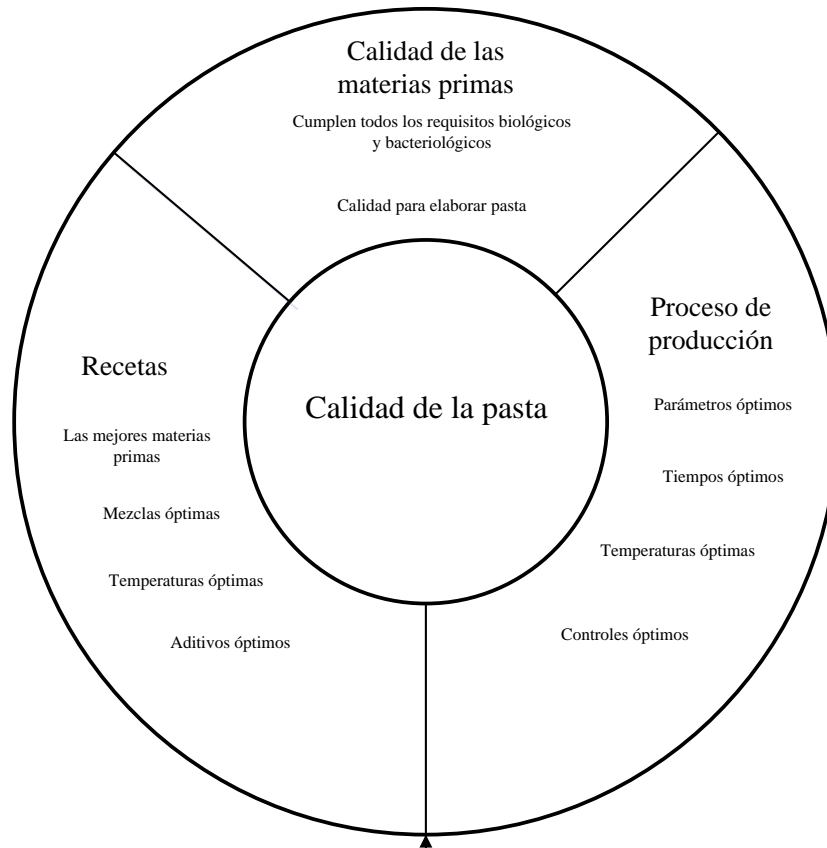 Calidad de las
materias primas
Cumplen todos los requisitos biológicos
y bacteriológicos
Calidad para elaborar pasta
Proceso de
producción
Parámetros óptimos
Tiempos óptimos
Temperaturas óptimas
Controles óptimos
Recetas
Las mejores materias
primas
Mezclas óptimas
Temperaturas óptimas
Aditivos óptimos
Calidad de la pasta